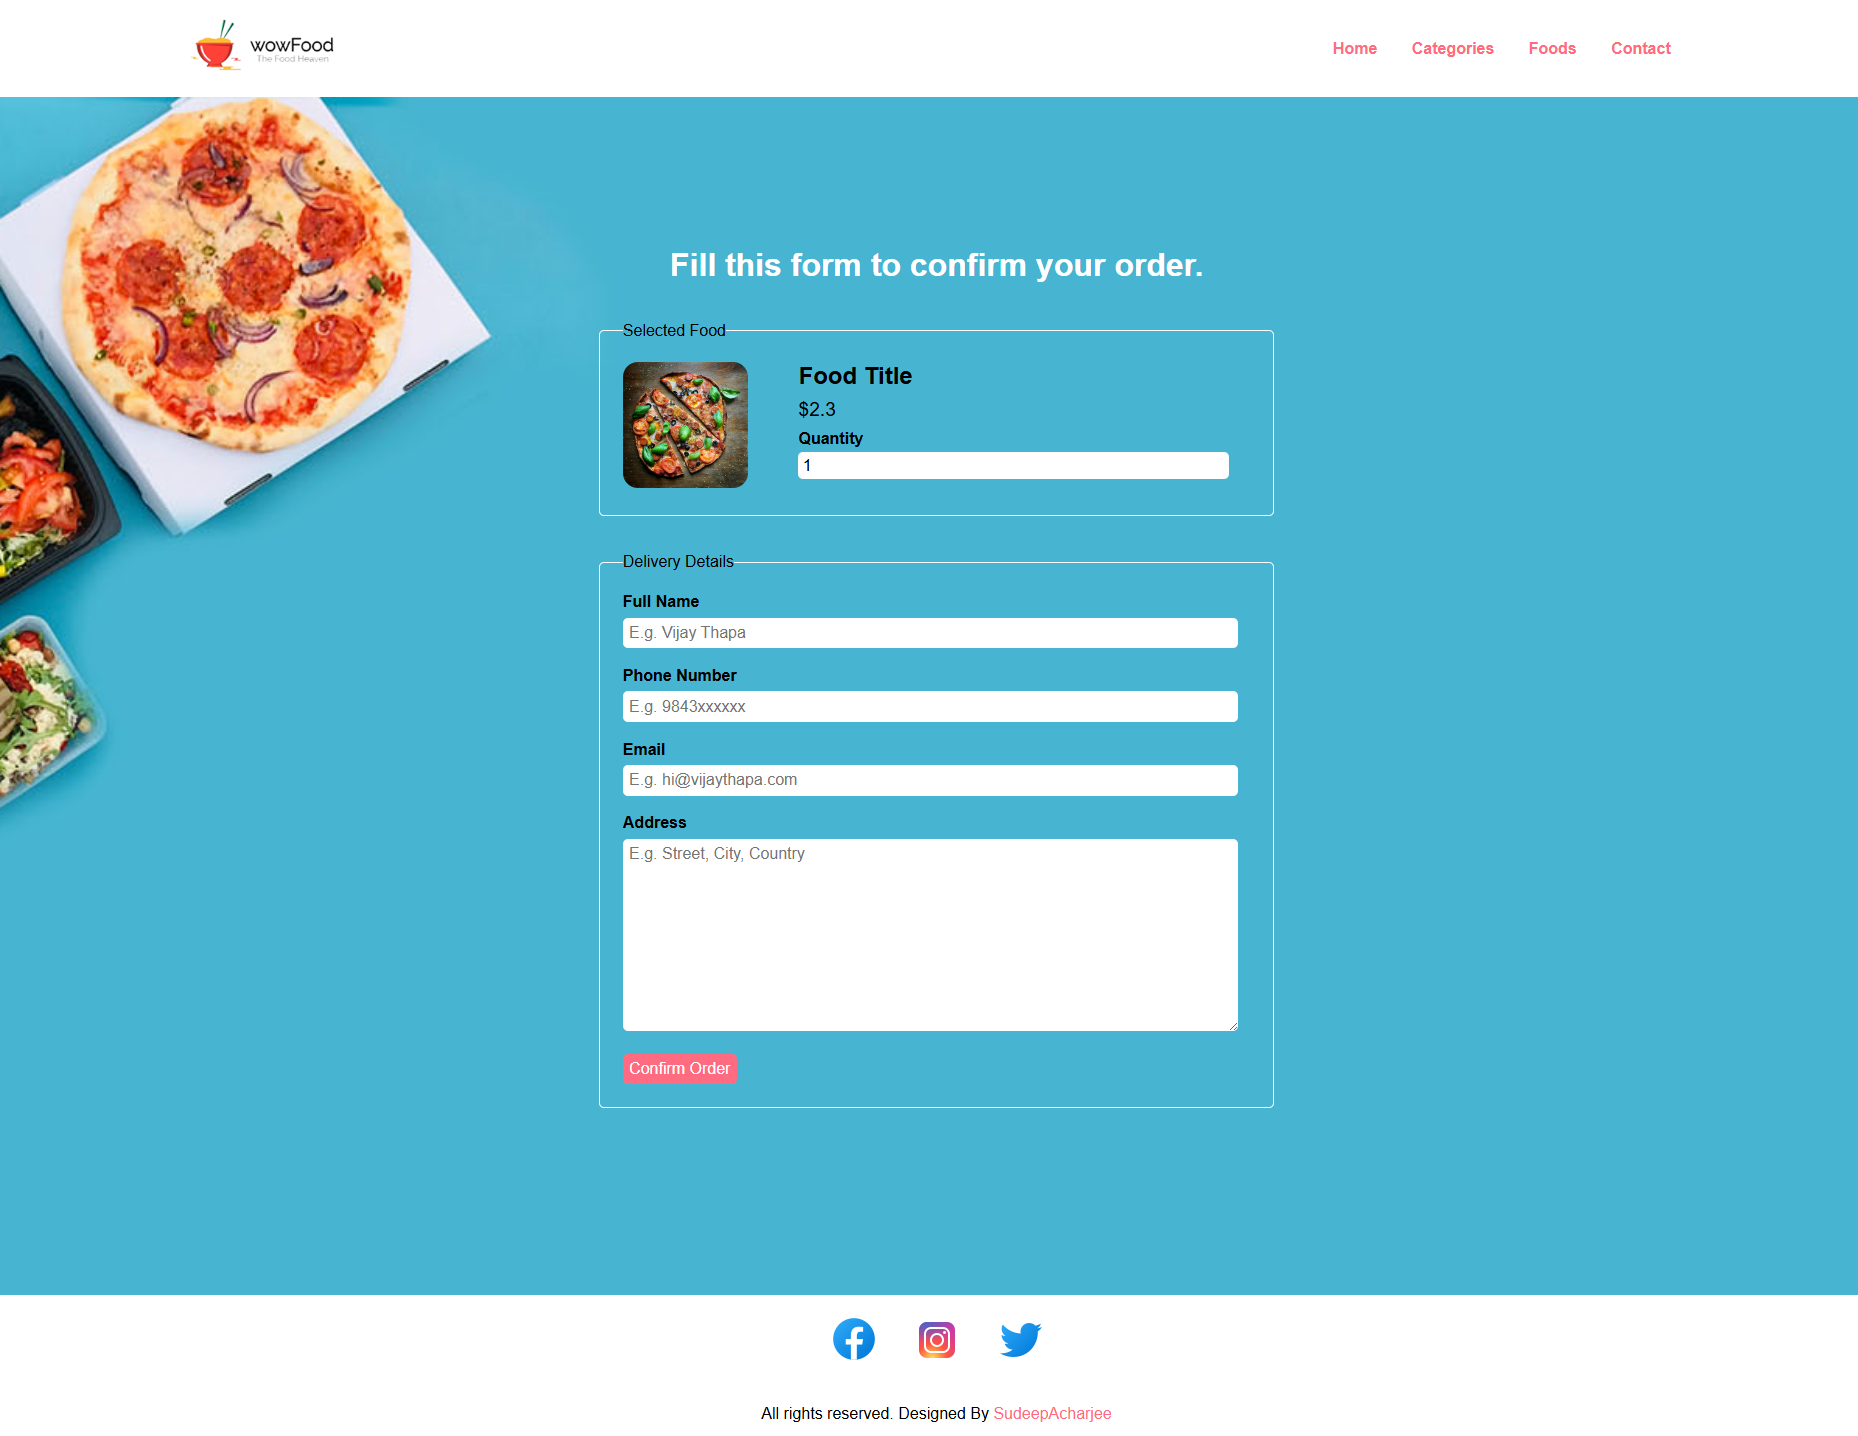 wowFood
The Food Heaven
Home Categories Foods Contact
Fill this form to confirm your order.
Selected Food
Food Title
$2.3
Quantity
1
Delivery Details
Full Name
E.g. Vijay Thapa
Phone Number
E.g. 9843xxxxxx
Email
E.g. hi@vijaythapa.com
Address
E.g. Street, City, Country
Confirm Order
All rights reserved. Designed By SudeepAcharjee